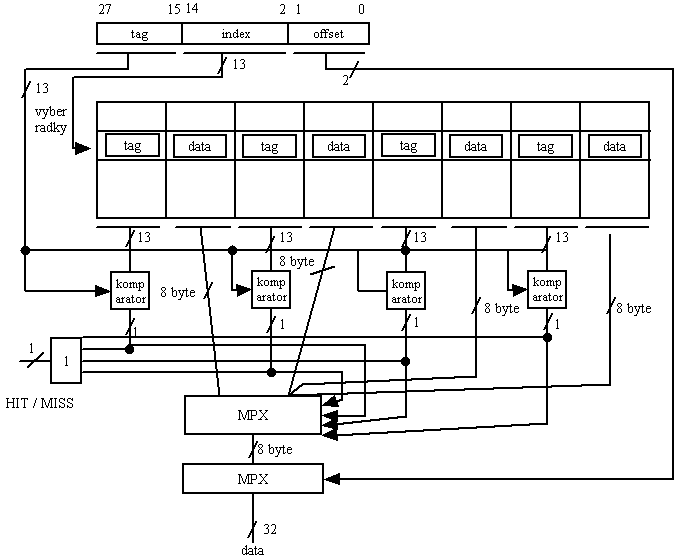 27 15 14 2 1 0
tag index offset
13
2
13
vyber
radky
tag data tag data tag data tag data
13 13 13 13
8 byte
komp
arator
komp
arator
komp
arator
komp
arator
8 byte
8 byte
8 byte
1 1 1 1
1
1
HIT / MISS
MPX
8 byte
MPX
32
data